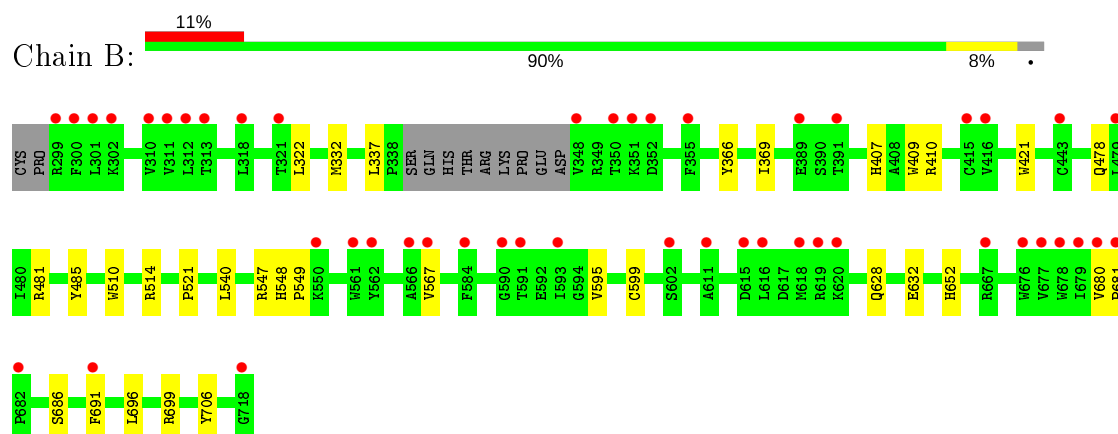 11%
Chain B:
90% 8% •
CYS PRO R299 F300 L301 K302 V310 V311 L312 T313 L318 T321 L322 M332 L337 P338 SER GLN HIS THR ARG LYS PRO GLU ASP V348 R349 T350 K351 D352 F355 Y366 I369 E389 S390 T391 H407 A408 W409 R410 C415 V416 W421 C443 Q478 L479
I480 R481 Y485 W510 R514 P521 L540 R547 H548 P549 K550 W561 Y562 A566 V567 F584 G590 T591 E592 I593 G594 V595 C599 S602 A611 D615 L616 D617 M618 R619 K620 Q628 E632 H652 R667 W676 V677 W678 I679 V680 P681
P682 S686 F691 L696 R699 Y706 G718